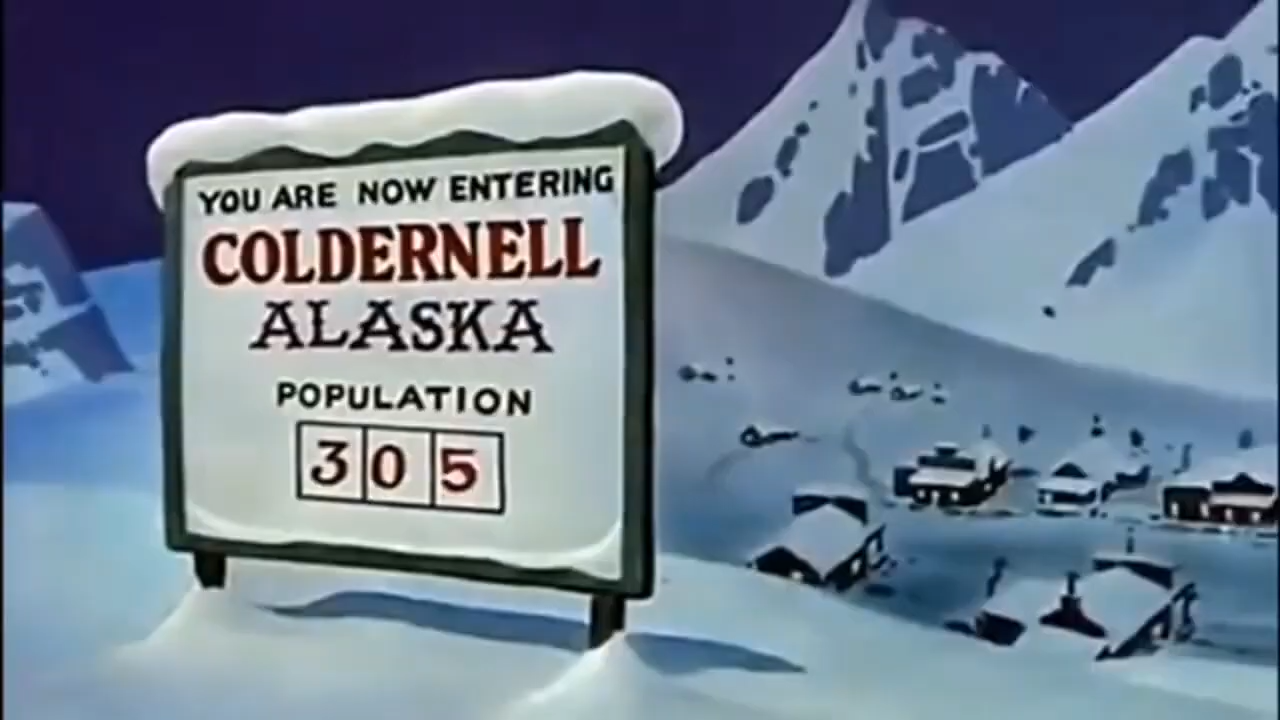 YOU ARE NOW ENTERING
COLDERNELL
ALASKA
POPULATION
305